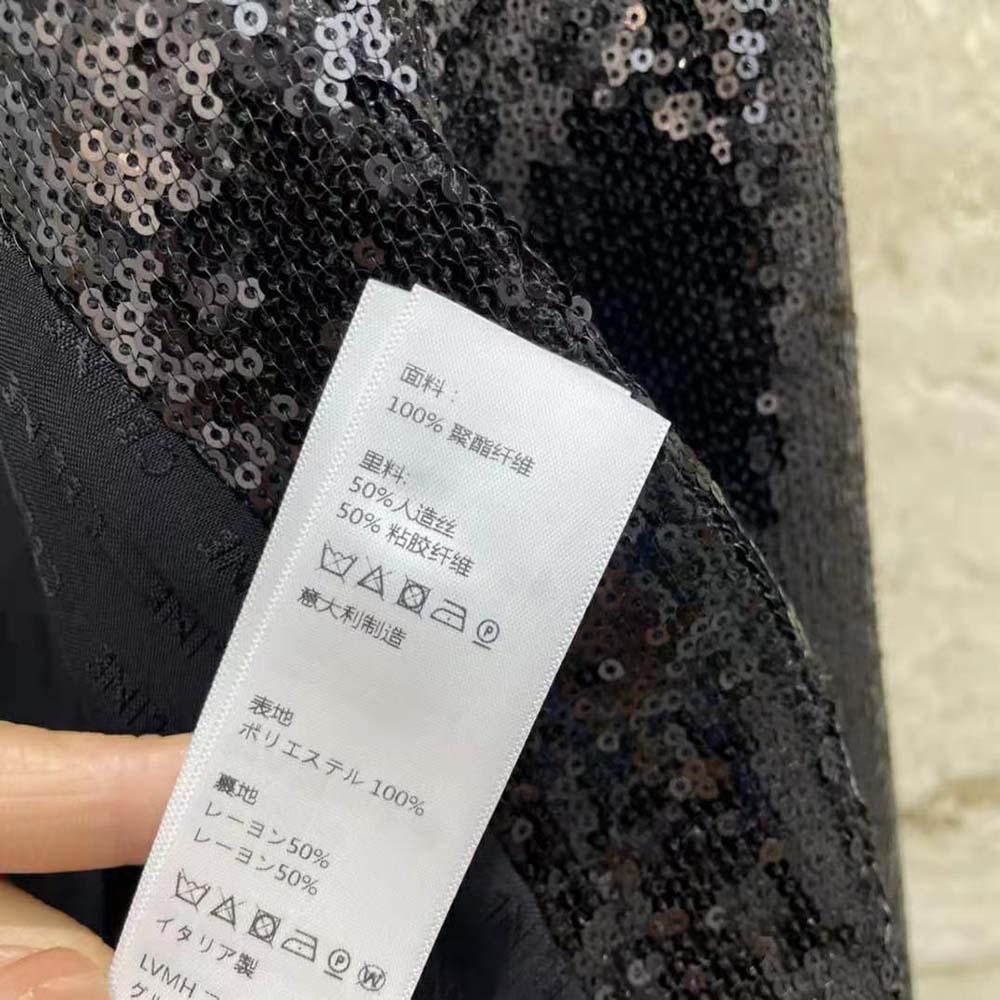 面料：
100% 聚酯纤维
里料:
50%人造丝
50% 粘胶纤维
P
意大利制造
表地
ポリエステル 100%
裏地
レーヨン50%
レーヨン50%
P W
イタリア製
LVMH